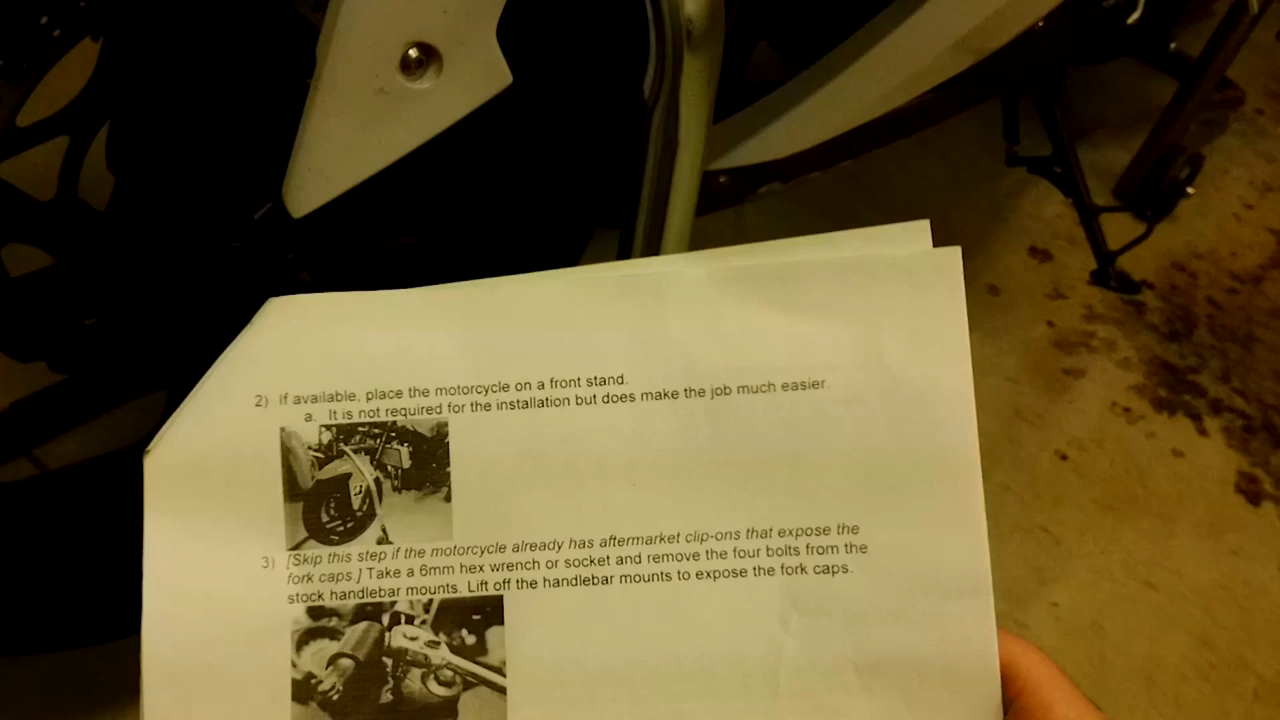 2) If available, place the motorcycle on a front stand.
a. It is not required for the installation but does make the job much easier.
3) [Skip this step if the motorcycle already has aftermarket clip-ons that expose the
fork caps.] Take a 6mm hex wrench or socket and remove the four bolts from the
stock handlebar mounts. Lift off the handlebar mounts to expose the fork caps.